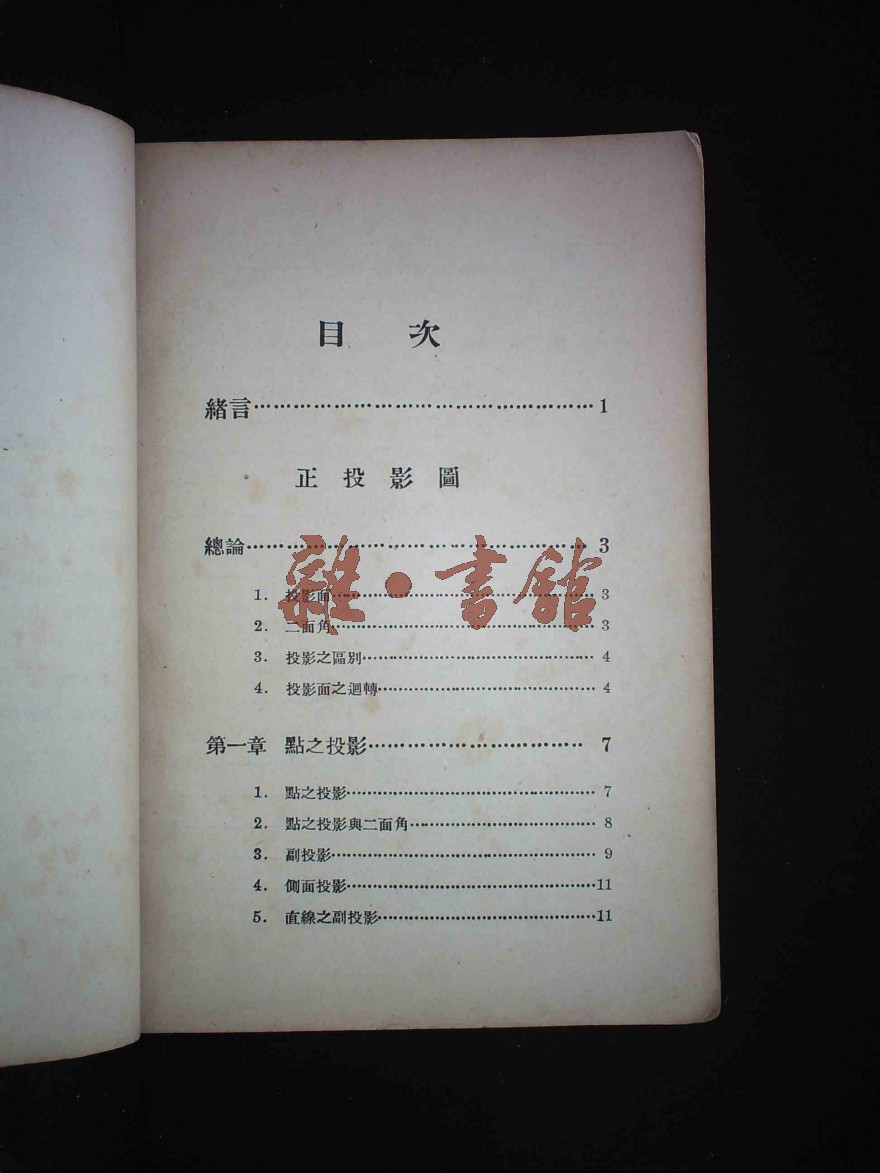 目 次
緒言……………………………………………1
正投影圖
總論……………………………………………3
雜·書館
1. 投影面……………………………………3
2. 二面角……………………………………3
3. 投影之區別………………………………4
4. 投影面之迴轉……………………………4
第一章 點之投影……………………………7
1. 點之投影…………………………………7
2. 點之投影與二面角………………………8
3. 副投影……………………………………9
4. 側面投影…………………………………11
5. 直線之副投影……………………………11